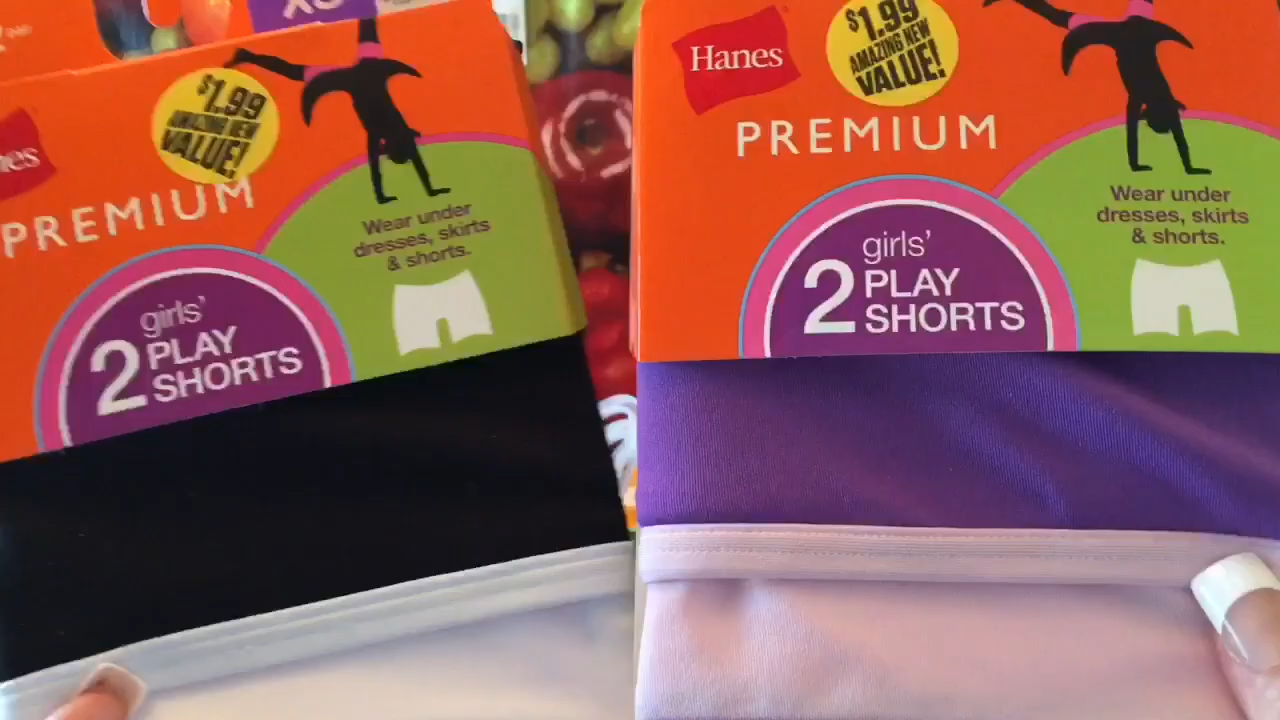 XS
$1.99
AMAZING NEW
VALUE!
PREMIUM
Wear under
dresses, skirts
& shorts.
girls'
2 PLAY
SHORTS
Hanes
$1.99
AMAZING NEW
VALUE!
PREMIUM
Wear under
dresses, skirts
& shorts.
girls'
2 PLAY
SHORTS